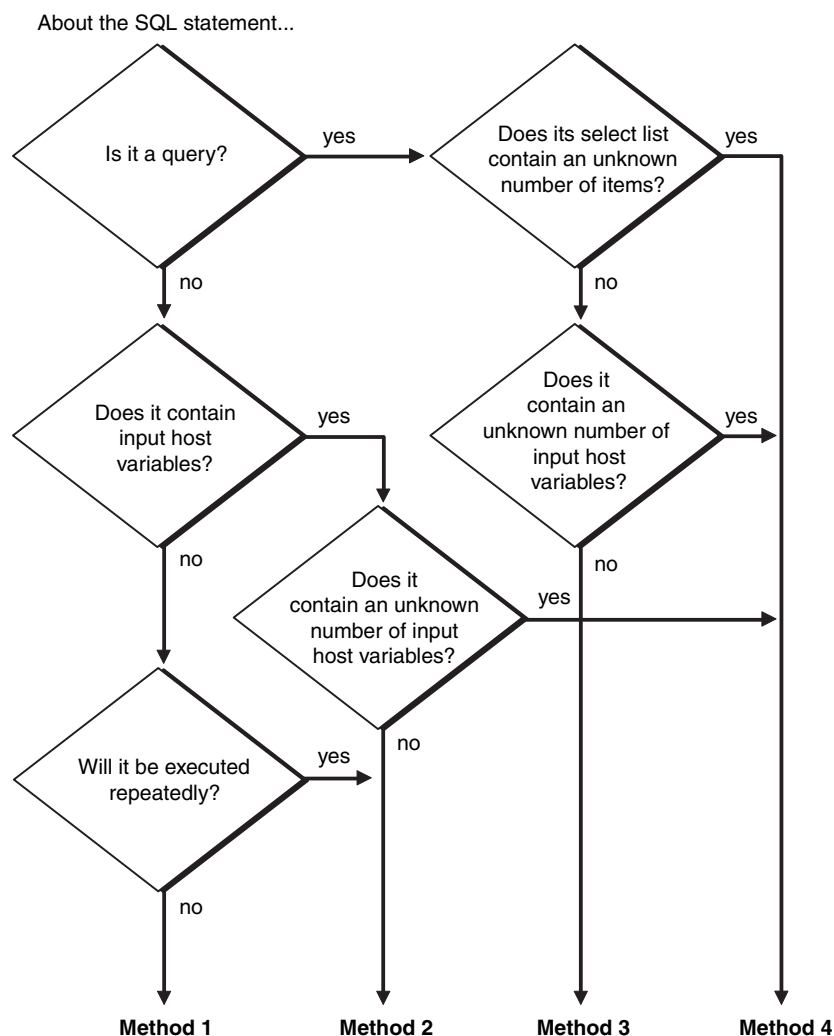 About the SQL statement...
Is it a query?
yes
Does its select list
contain an unknown
number of items?
yes
no
no
Does it contain
input host
variables?
yes
Does it
contain an
unknown number of
input host
variables?
yes
no
no
Does it
contain an unknown
number of input
host variables?
yes
no
Will it be executed
repeatedly?
yes
no
Method 1
Method 2
Method 3
Method 4